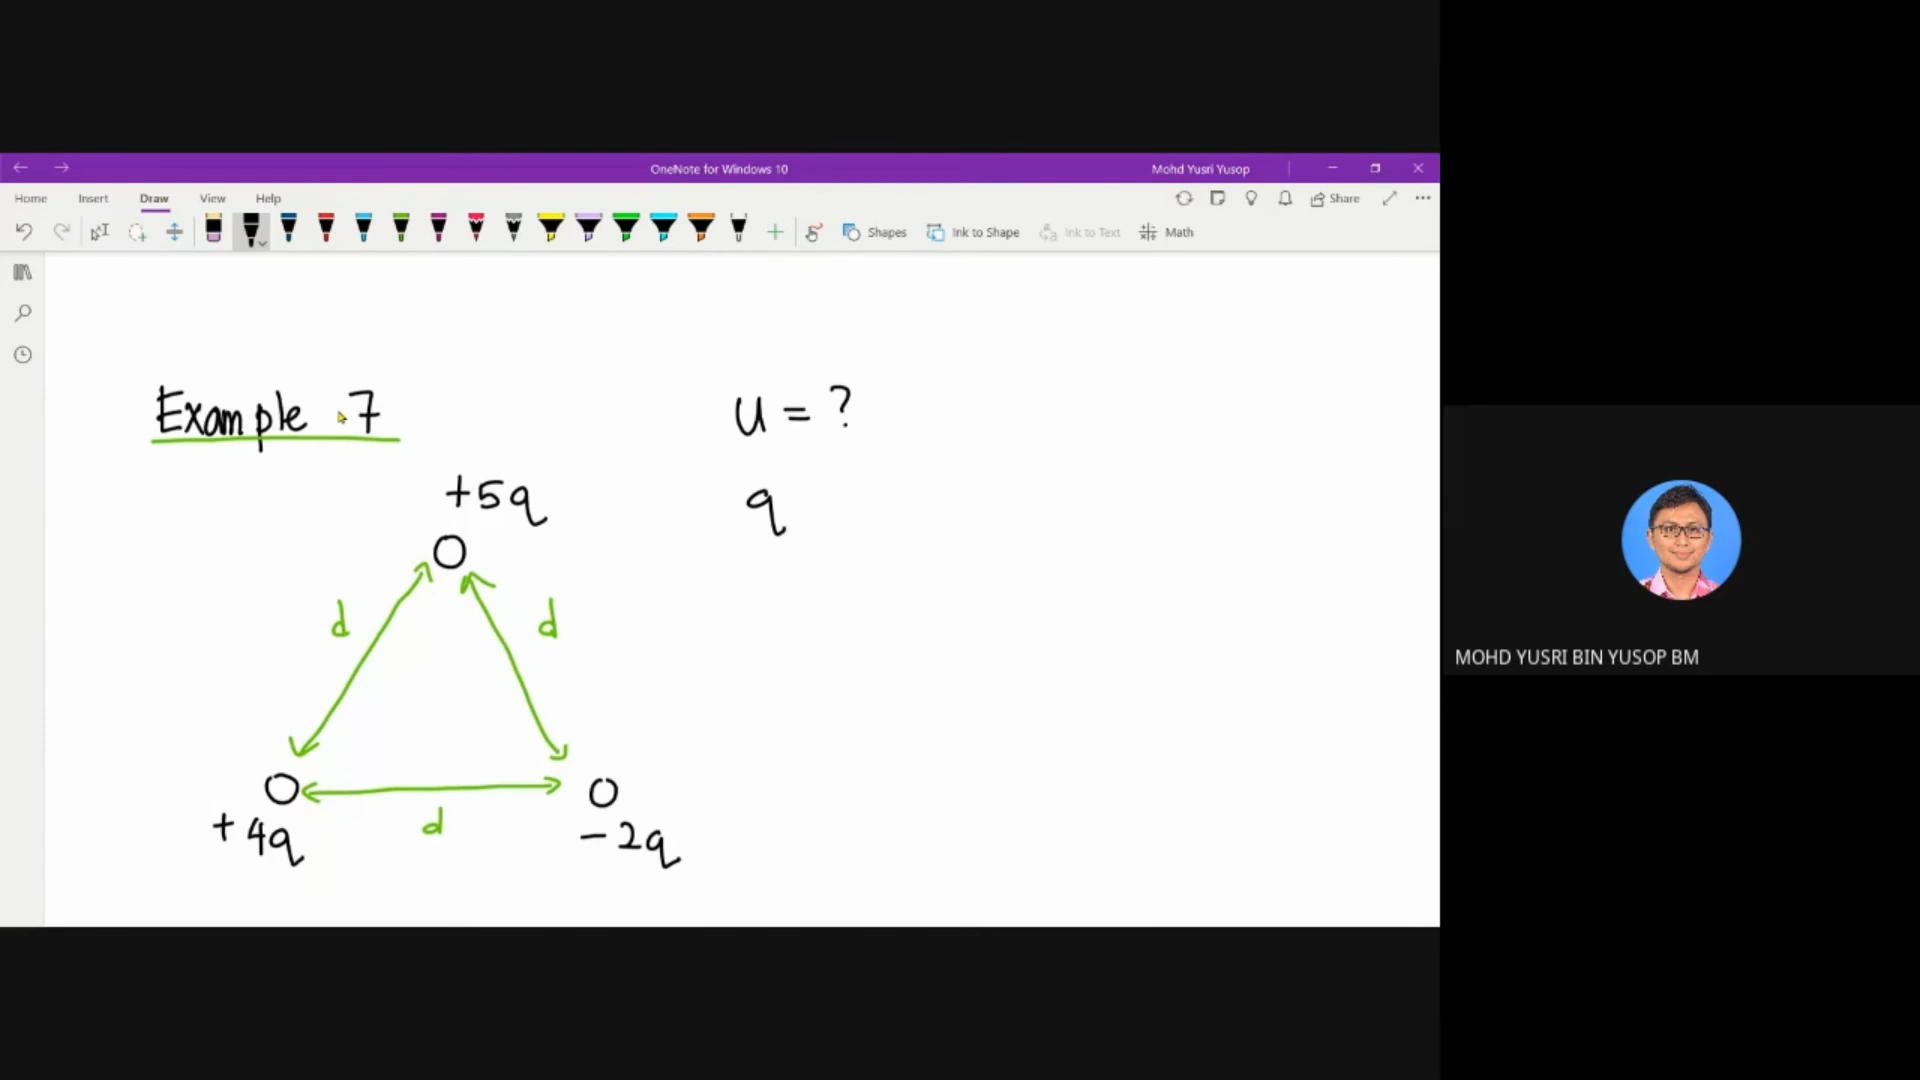 OneNote for Windows 10
Mohd Yusri Yusop
Home Insert Draw View Help
Share
Shapes Ink to Shape Ink to Text Math
Example 7
U = ?
+5q
q
d
d
+4q
d
-2q
MOHD YUSRI BIN YUSOP BM